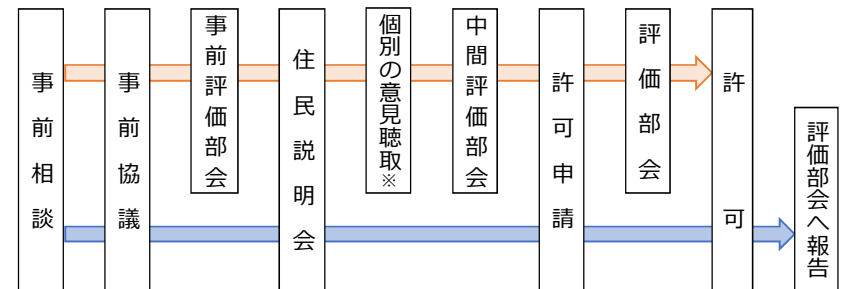 事前相談
事前協議
事前評価部会
住民説明会
個別の意見聴取※
中間評価部会
許可申請
評価部会
許可
評価部会へ報告